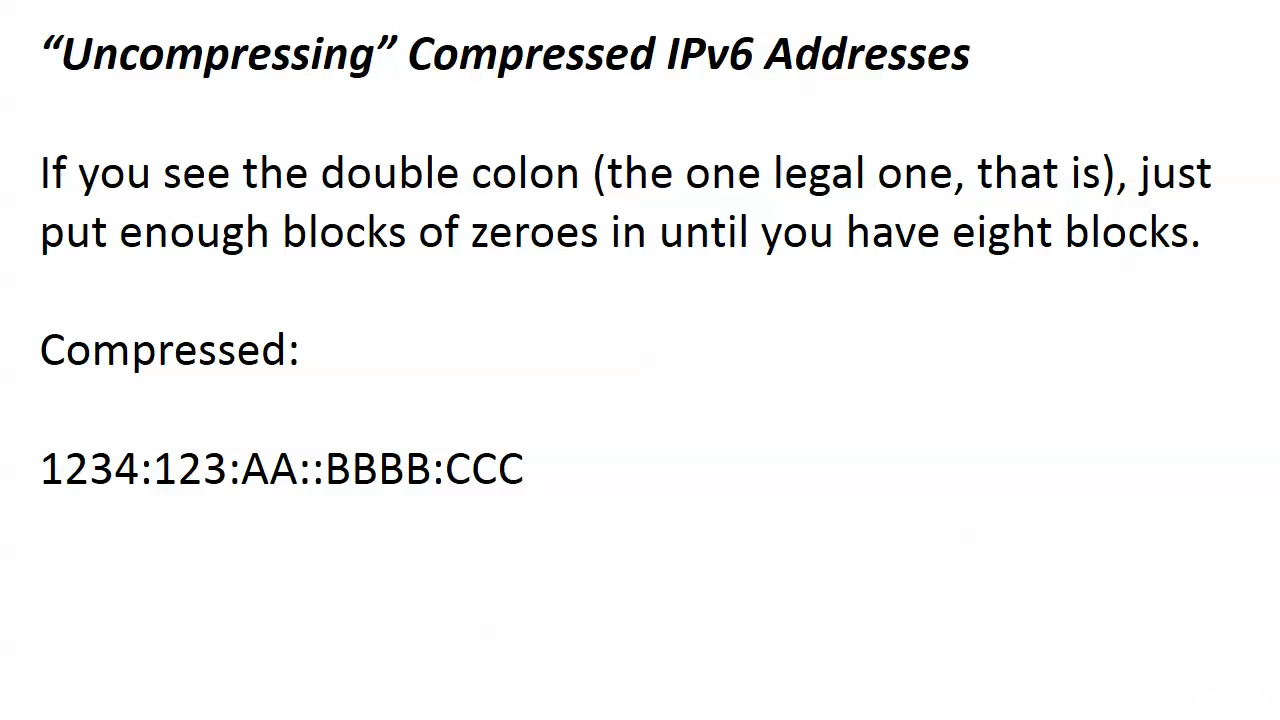 “Uncompressing” Compressed IPv6 Addresses
If you see the double colon (the one legal one, that is), just
put enough blocks of zeroes in until you have eight blocks.
Compressed:
1234:123:AA::BBBB:CCC